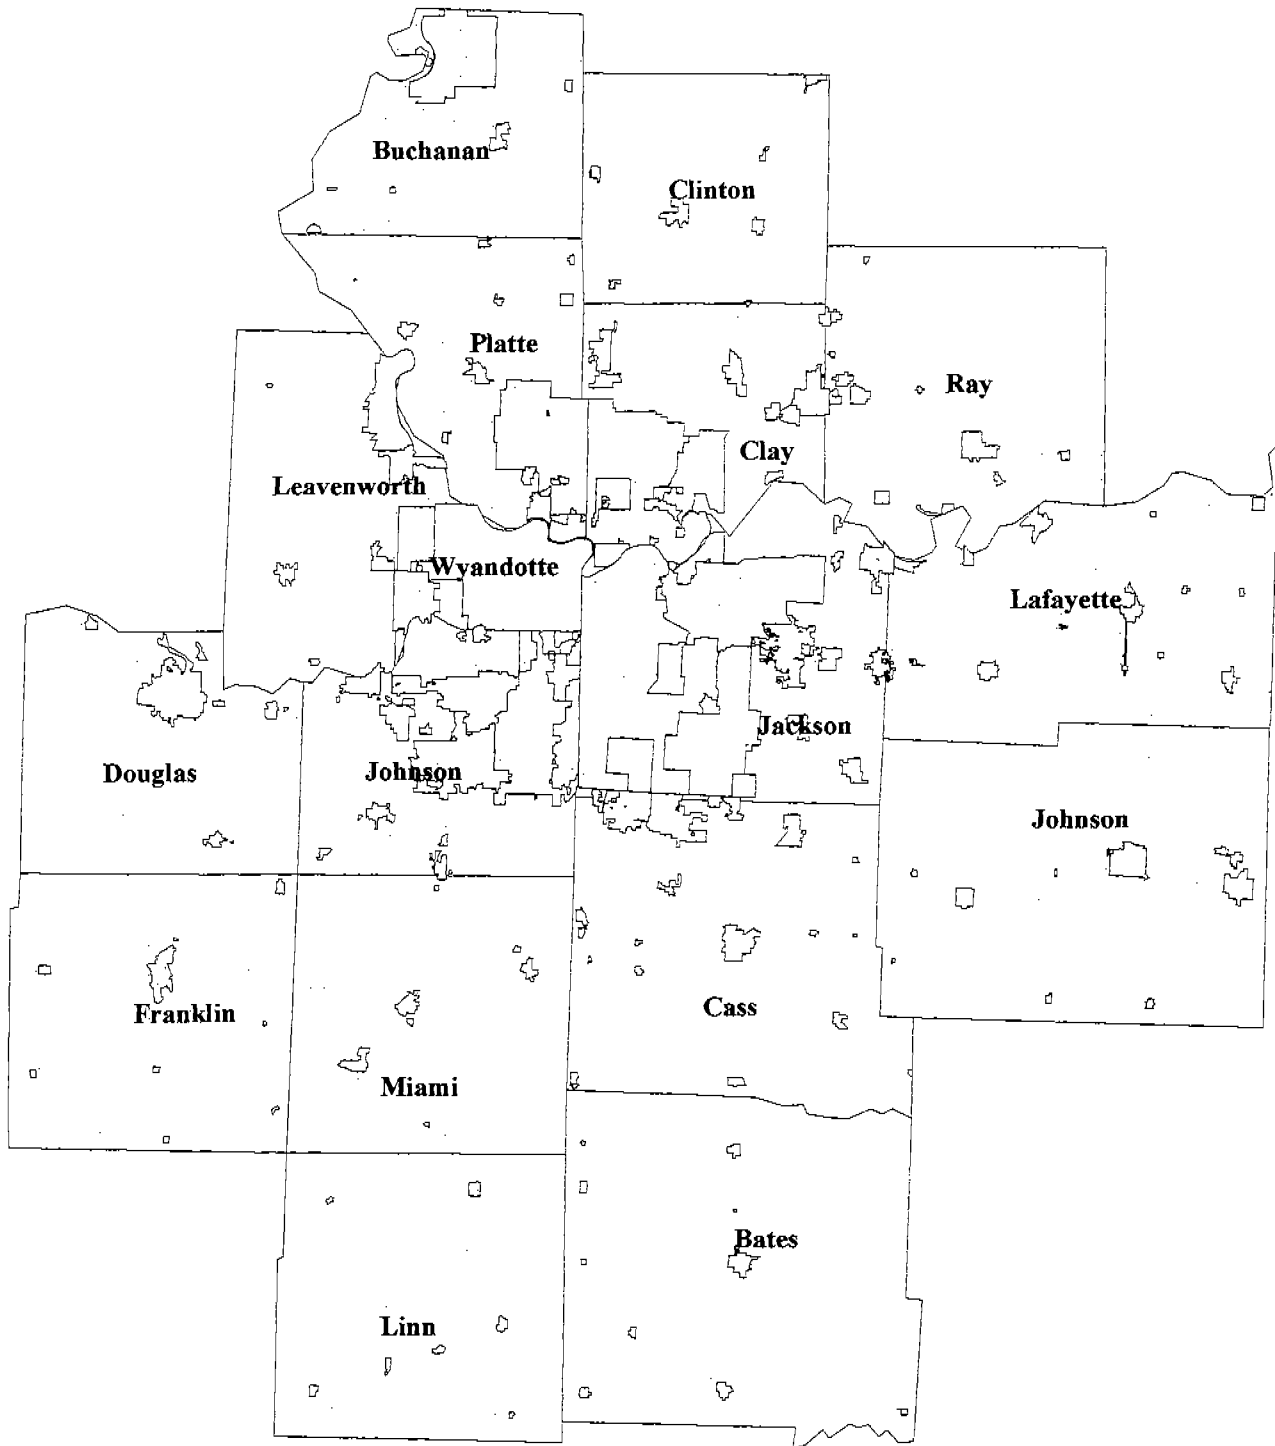 Buchanan
Clinton
Platte
Ray
Clay
Leavenworth
Wyandotte
Lafayette
Jackson
Douglas
Johnson
Johnson
Cass
Franklin
Miami
Bates
Linn